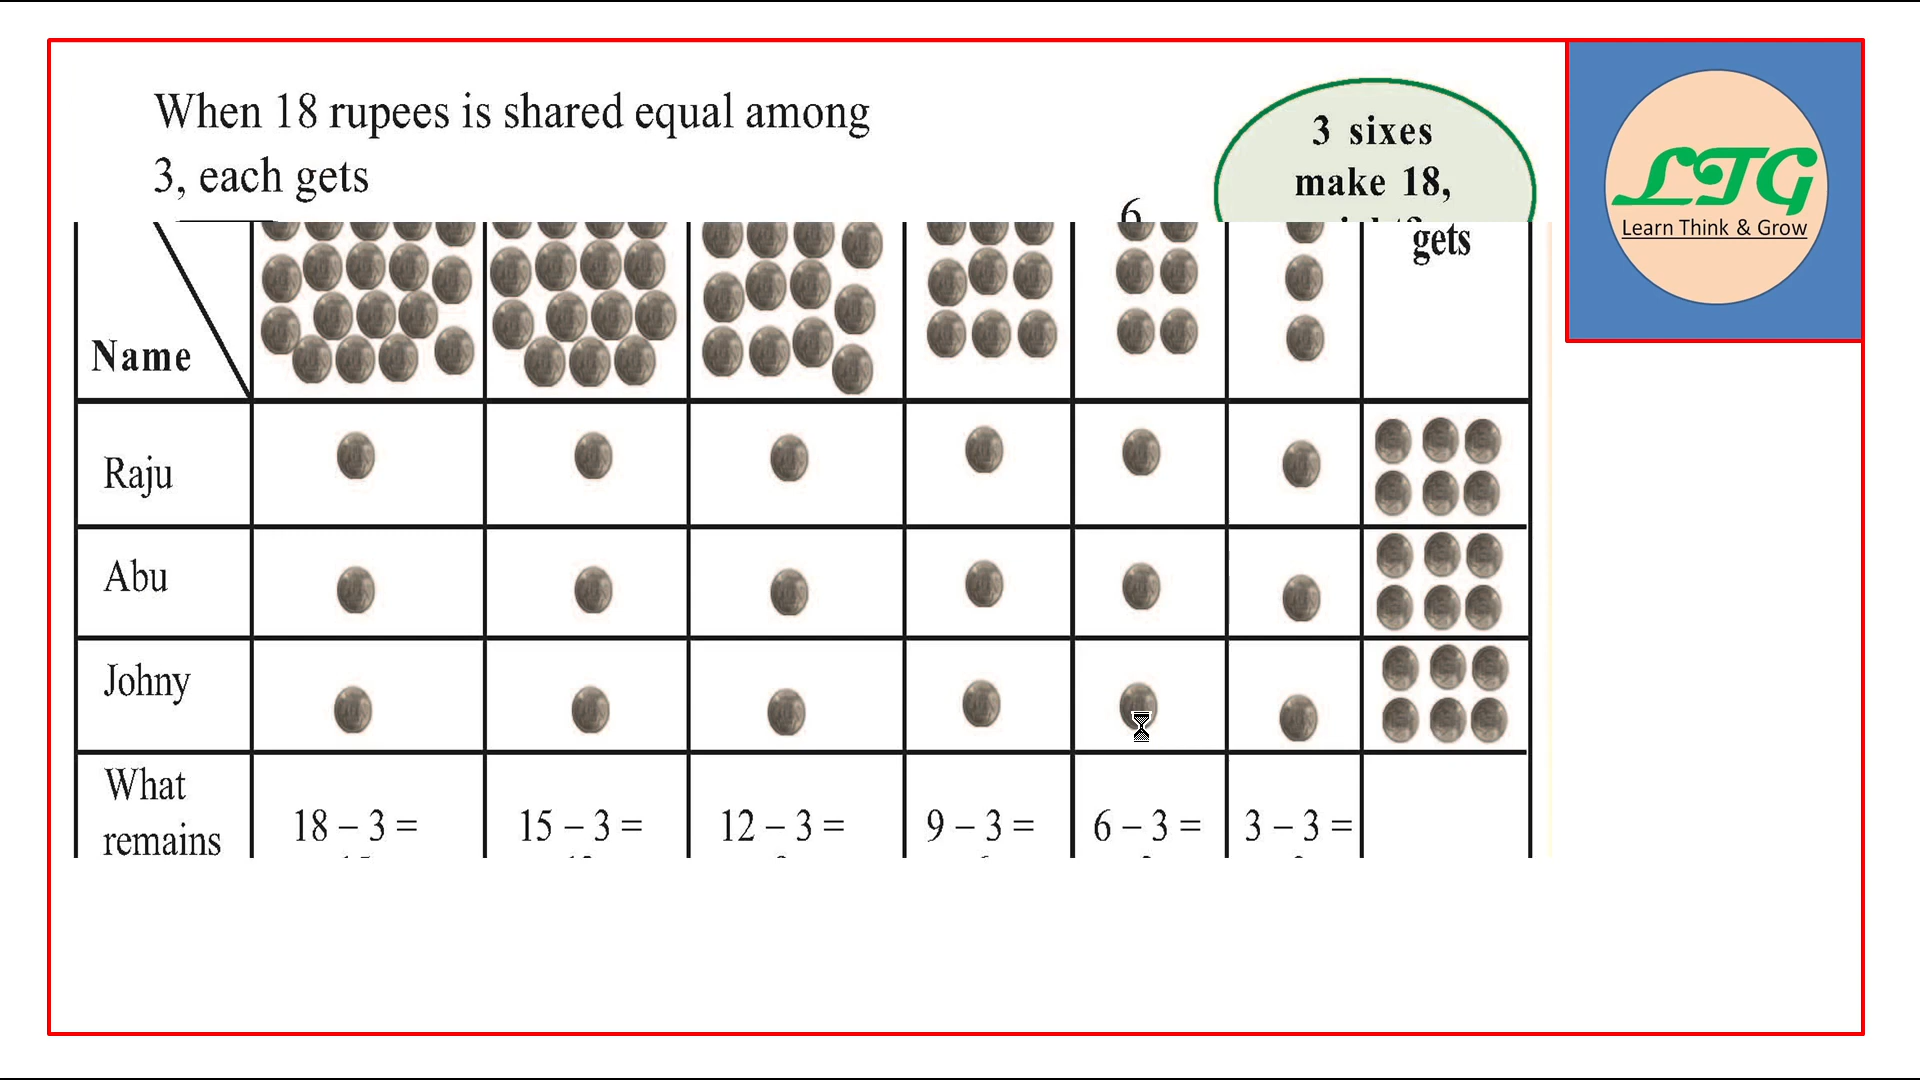 When 18 rupees is shared equal among
3, each gets
6
3 sixes
make 18,
LTG
Learn Think & Grow
gets
Name
Raju
Abu
Johny
What
remains
18 – 3 =
15 – 3 =
12 – 3 =
9 – 3 =
6 – 3 =
3 – 3 =